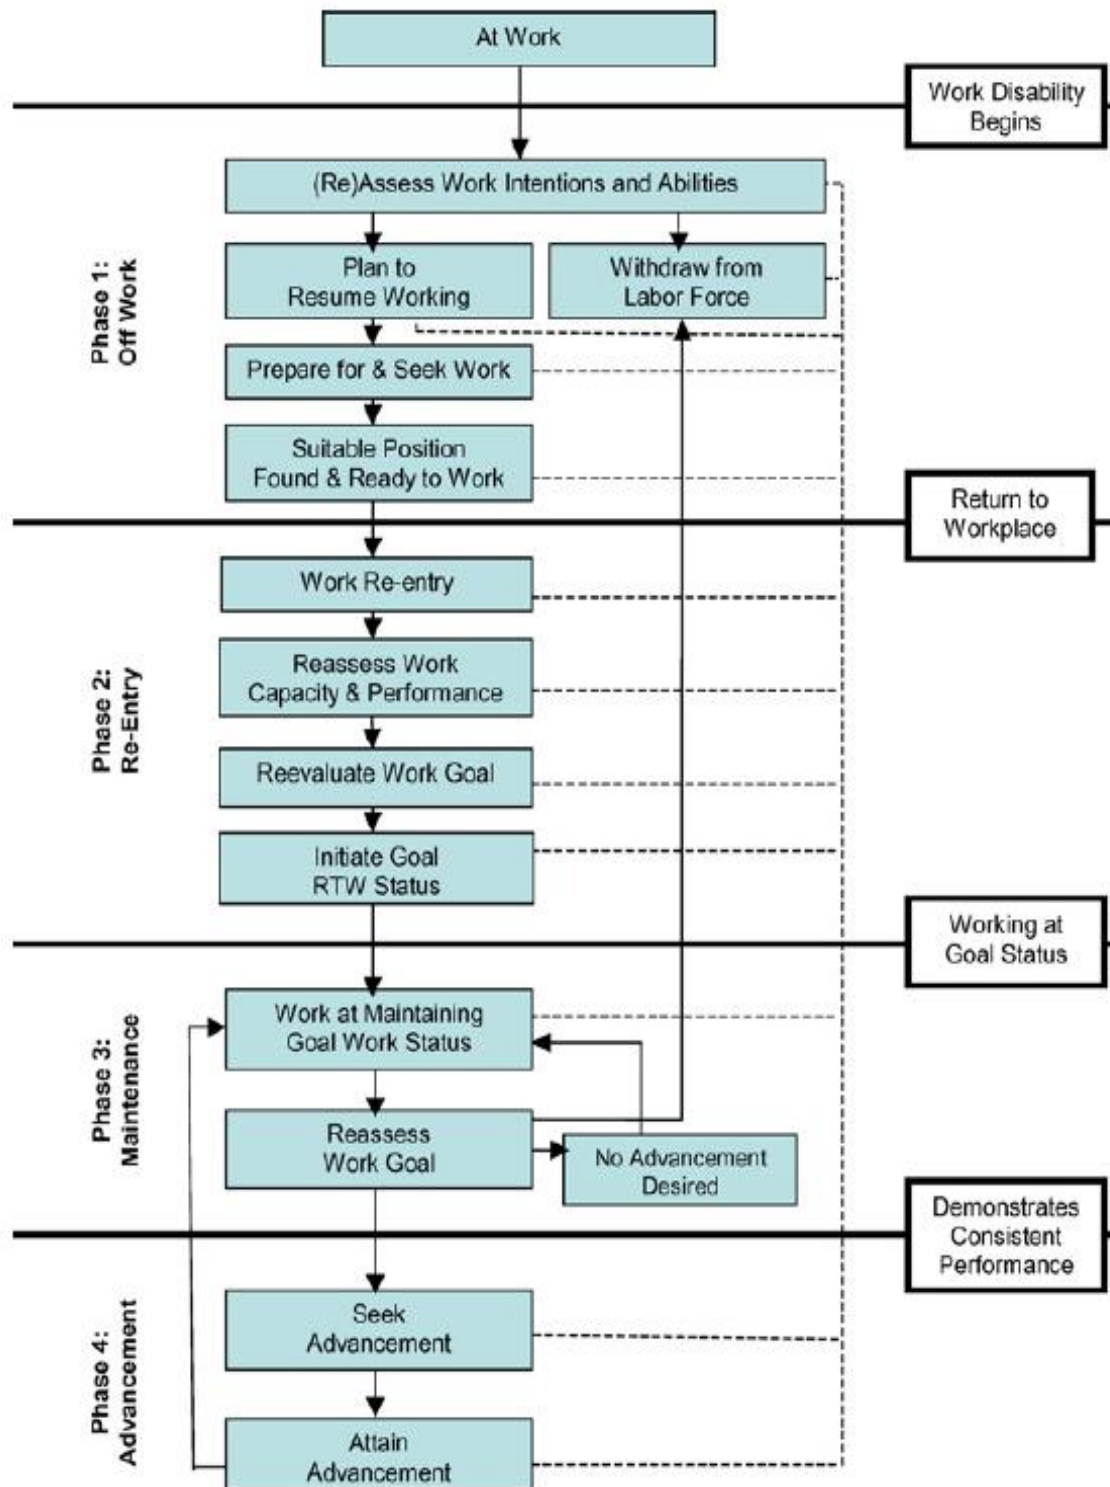 At Work
Work Disability
Begins
(Re)Assess Work Intentions and Abilities
Phase 1:
Off Work
Plan to
Resume Working
Withdraw from
Labor Force
Prepare for & Seek Work
Suitable Position
Found & Ready to Work
Return to
Workplace
Phase 2:
Re-Entry
Work Re-entry
Reassess Work
Capacity & Performance
Reevaluate Work Goal
Initiate Goal
RTW Status
Working at
Goal Status
Phase 3:
Maintenance
Work at Maintaining
Goal Work Status
Reassess
Work Goal
No Advancement
Desired
Demonstrates
Consistent
Performance
Phase 4:
Advancement
Seek
Advancement
Attain
Advancement